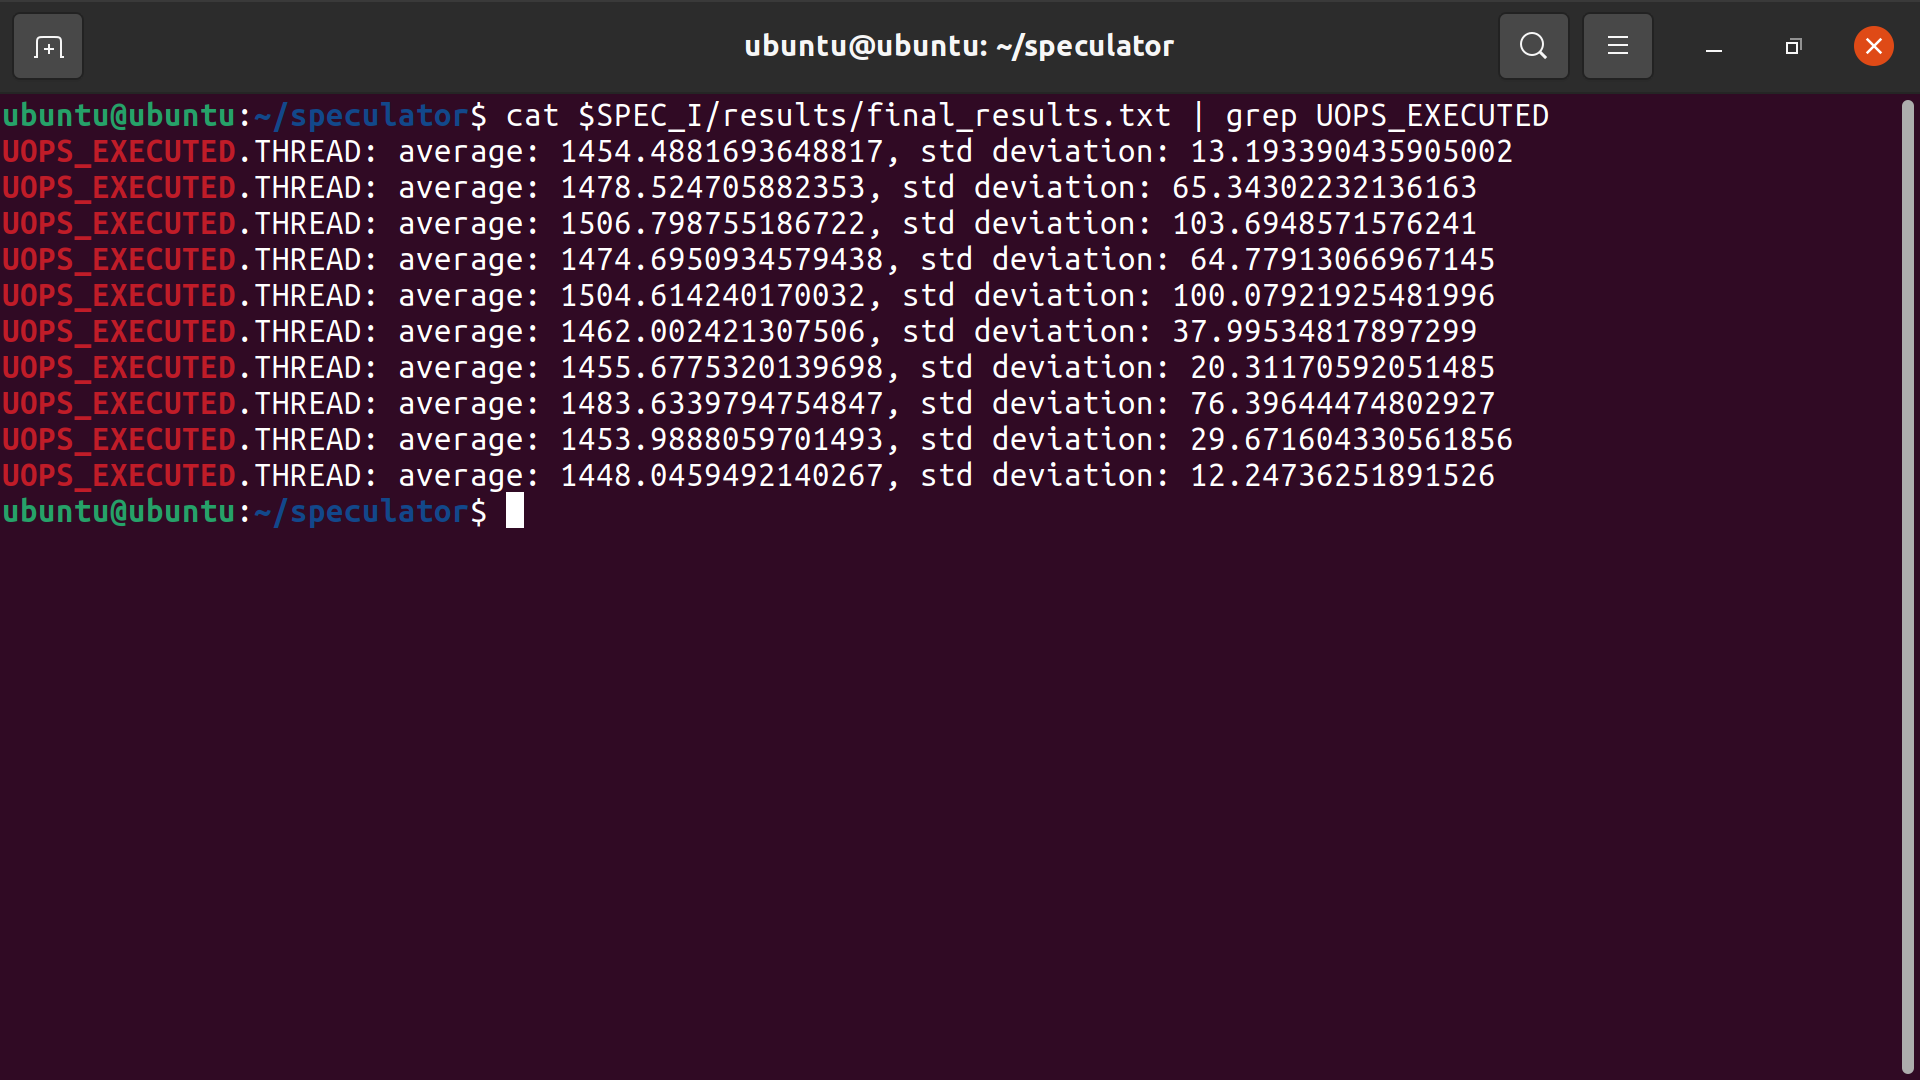 ubuntu@ubuntu: ~/speculator
ubuntu@ubuntu:~/speculator$ cat $SPEC_I/results/final_results.txt | grep UOPS_EXECUTED
UOPS_EXECUTED.THREAD: average: 1454.4881693648817, std deviation: 13.193390435905002
UOPS_EXECUTED.THREAD: average: 1478.524705882353, std deviation: 65.34302232136163
UOPS_EXECUTED.THREAD: average: 1506.798755186722, std deviation: 103.6948571576241
UOPS_EXECUTED.THREAD: average: 1474.6950934579438, std deviation: 64.77913066967145
UOPS_EXECUTED.THREAD: average: 1504.614240170032, std deviation: 100.07921925481996
UOPS_EXECUTED.THREAD: average: 1462.002421307506, std deviation: 37.99534817897299
UOPS_EXECUTED.THREAD: average: 1455.6775320139698, std deviation: 20.31170592051485
UOPS_EXECUTED.THREAD: average: 1483.6339794754847, std deviation: 76.39644474802927
UOPS_EXECUTED.THREAD: average: 1453.9888059701493, std deviation: 29.671604330561856
UOPS_EXECUTED.THREAD: average: 1448.0459492140267, std deviation: 12.24736251891526
ubuntu@ubuntu:~/speculator$